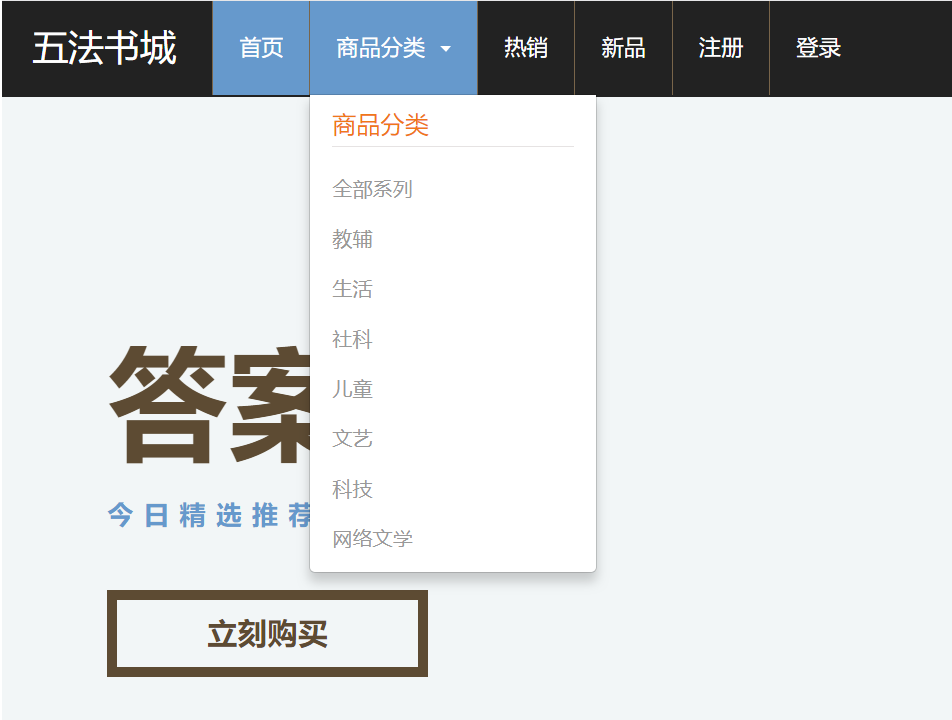 五法书城 首页 商品分类 热销 新品 注册 登录
商品分类
全部系列
教辅
生活
社科
儿童
文艺
科技
网络文学
答案
今日精选推荐
立刻购买